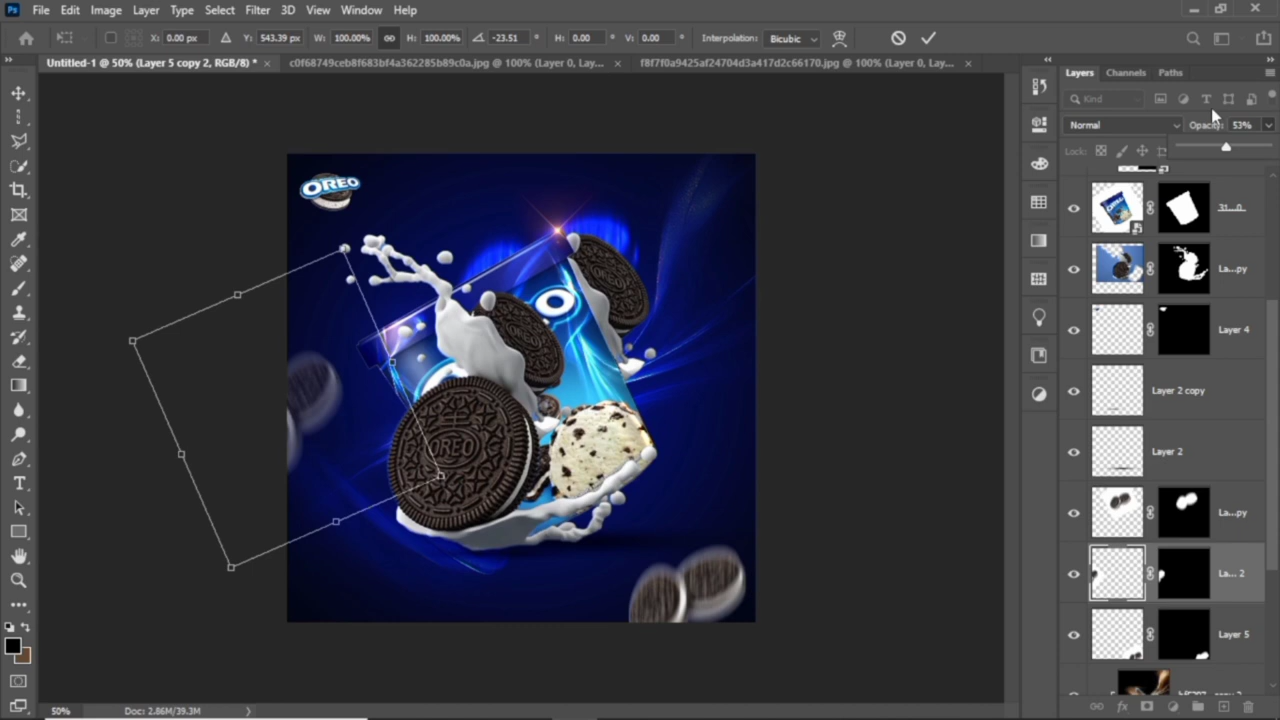 Ps File Edit Image Layer Type Select Filter 3D View Window Help
X: 0.00 px Y: 543.39 px W: 100.00% H: 100.00% -23.51 ° H: 0.00 ° V: 0.00 ° Interpolation: Bicubic
Untitled-1 @ 50% (Layer 5 copy 2, RGB/8) * × c0f68749ceb8f683bf4a362285b89c0a.jpg @ 100% (Layer 0, Lay... × f8f7f0a9425af24704d3a417d2c66170.jpg @ 100% (Layer 0, Lay... ×
Layers Channels Paths
Kind
Normal Opacity: 53%
Lock:
OREO
31...0...
La...py
Layer 4
Layer 2 copy
Layer 2
OREO
La...py
La... 2
Layer 5
50% Doc: 2.86M/39.3M